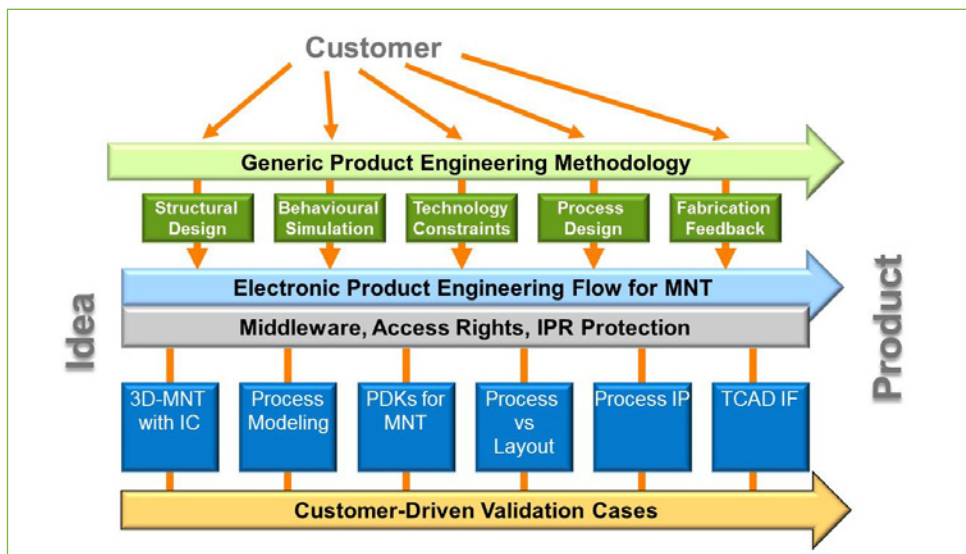 Customer
Generic Product Engineering Methodology
Structural
Design
Behavioural
Simulation
Technology
Constraints
Process
Design
Fabrication
Feedback
Electronic Product Engineering Flow for MNT
Middleware, Access Rights, IPR Protection
Idea
Product
3D-MNT
with IC
Process
Modeling
PDKs for
MNT
Process
vs
Layout
Process IP
TCAD IF
Customer-Driven Validation Cases